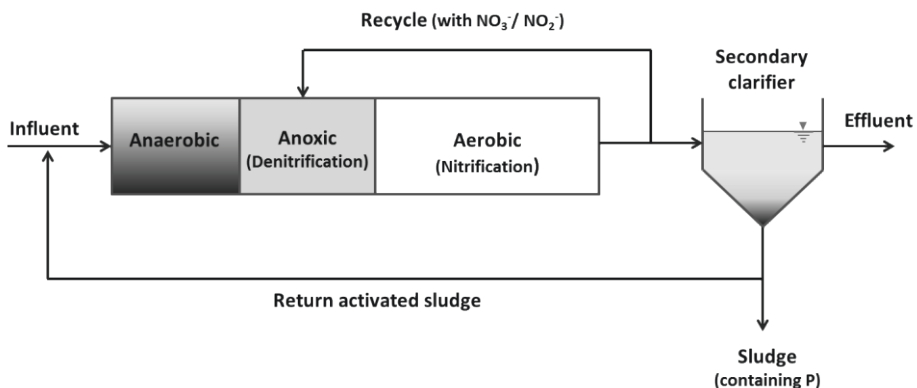 Recycle (with NO₃⁻/ NO₂⁻)
Secondary
clarifier
Influent
Anaerobic
Anoxic
(Denitrification)
Aerobic
(Nitrification)
Effluent
Return activated sludge
Sludge
(containing P)